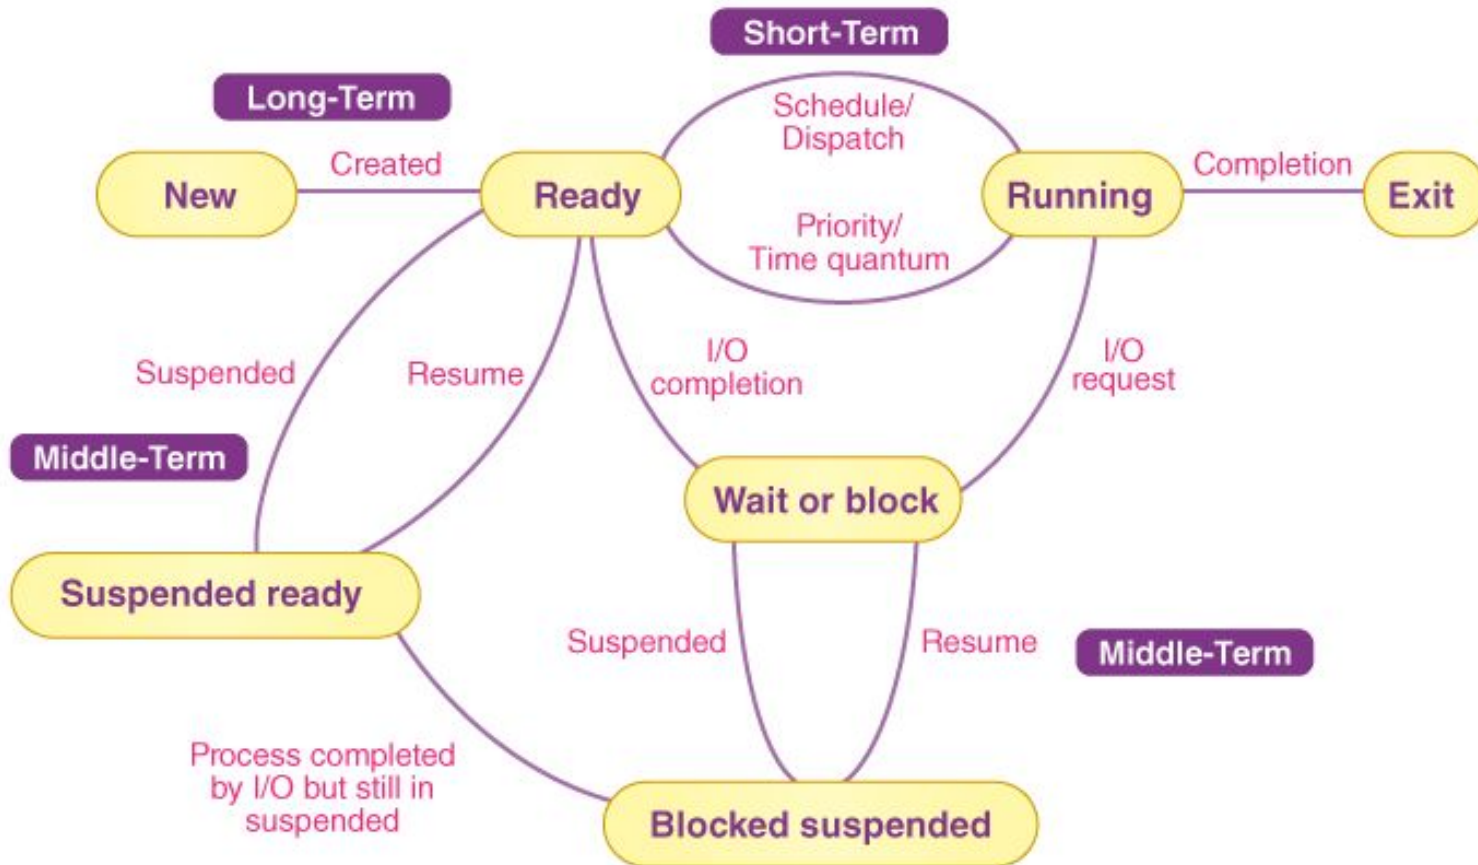 Short-Term
Long-Term
Schedule/
Dispatch
Created
Completion
New
Ready
Running
Exit
Priority/
Time quantum
Suspended
Resume
I/O
completion
I/O
request
Middle-Term
Wait or block
Suspended ready
Suspended
Resume
Middle-Term
Process completed
by I/O but still in
suspended
Blocked suspended